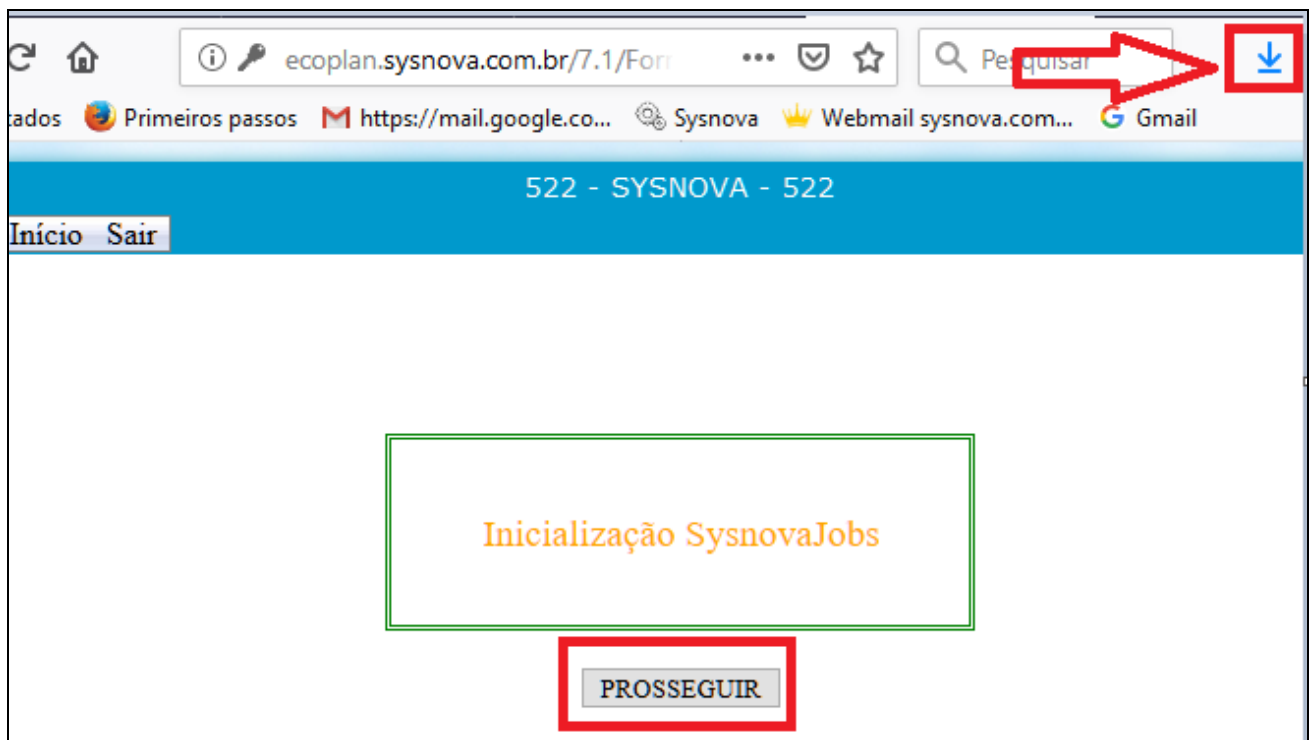 ecoplan.sysnova.com.br/7.1/For
Pesquisar
tados Primeiros passos https://mail.google.co... Sysnova Webmail sysnova.com... Gmail
522 - SYSNOVA - 522
Início Sair
Inicialização SysnovaJobs
PROSSEGUIR